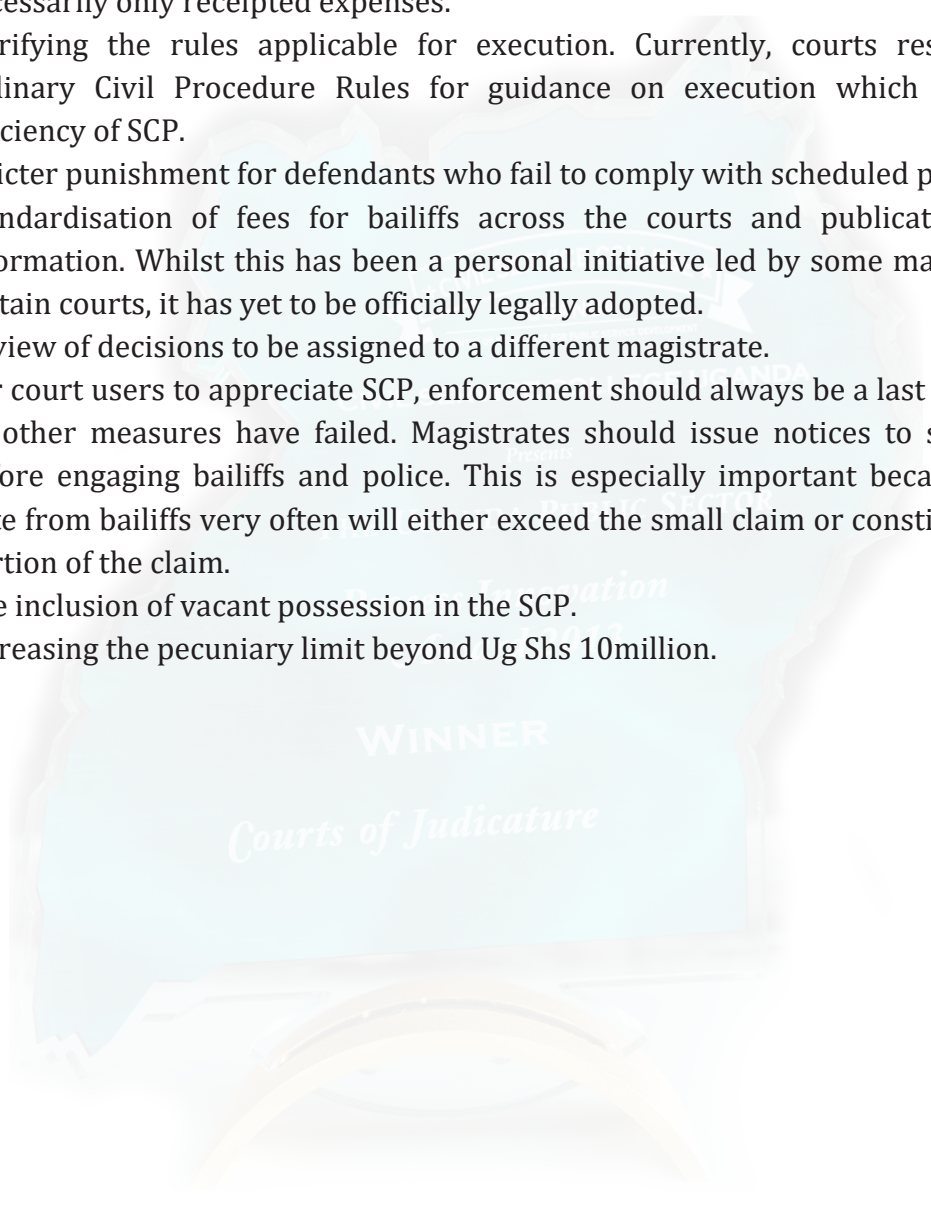 cessarily only receipted expenses.
rifying the rules applicable for execution. Currently, courts res
linary Civil Procedure Rules for guidance on execution which
ciency of SCP.
icter punishment for defendants who fail to comply with scheduled p
ndardisation of fees for bailiffs across the courts and publicat
ormation. Whilst this has been a personal initiative led by some ma
tain courts, it has yet to be officially legally adopted.
view of decisions to be assigned to a different magistrate.
r court users to appreciate SCP, enforcement should always be a last
other measures have failed. Magistrates should issue notices to s
fore engaging bailiffs and police. This is especially important beca
te from bailiffs very often will either exceed the small claim or consti
rtion of the claim.
e inclusion of vacant possession in the SCP.
reasing the pecuniary limit beyond Ug Shs 10million.
Presents
Winner
Courts of Judicature